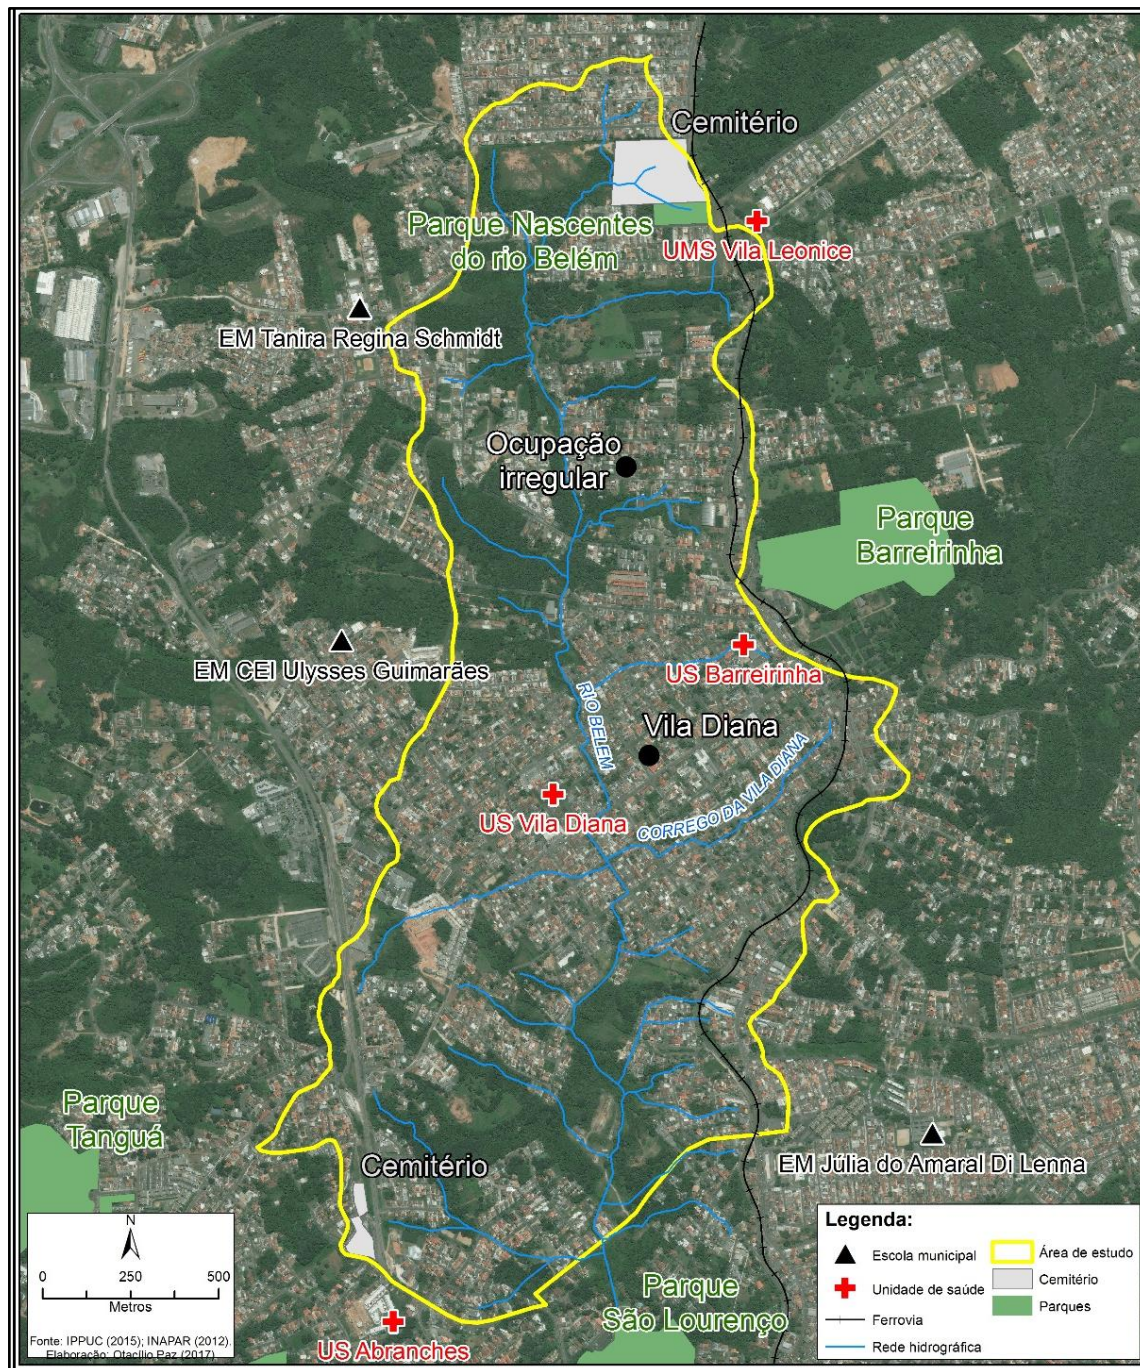 Cemitério
Parque Nascentes
do rio Belém
UMS Vila Leonice
EM Tanira Regina Schmidt
Ocupação
irregular
Parque
Barreirinha
EM CEI Ulysses Guimarães
US Barreirinha
RIO BELEM
Vila Diana
US Vila Diana
CORREGO DA VILA DIANA
Parque
Tanguá
Cemitério
EM Júlia do Amaral Di Lenna
Parque
São Lourenço
US Abranches
N
0 250 500
Metros
Fonte: IPPUC (2015); INAPAR (2012).
Elaboração: Otacílio Paz (2017)
Legenda:
Escola municipal
Unidade de saúde
Ferrovia
Rede hidrográfica
Área de estudo
Cemitério
Parques